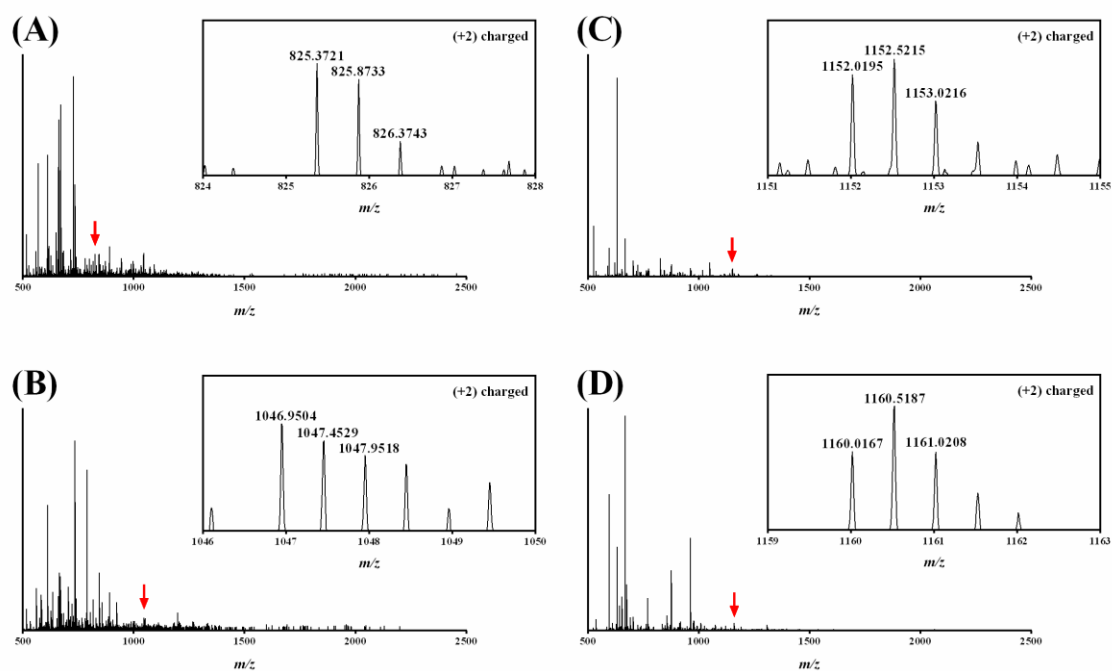 (A)
(+2) charged
825.3721
825.8733
826.3743
824 825 826 827 828
m/z
500 1000 1500 2000 2500
m/z
(C)
(+2) charged
1152.5215
1152.0195
1153.0216
1151 1152 1153 1154 1155
m/z
500 1000 1500 2000 2500
m/z
(B)
(+2) charged
1046.9504
1047.4529
1047.9518
1046 1047 1048 1049 1050
m/z
500 1000 1500 2000 2500
m/z
(D)
(+2) charged
1160.5187
1160.0167
1161.0208
1159 1160 1161 1162 1163
m/z
500 1000 1500 2000 2500
m/z